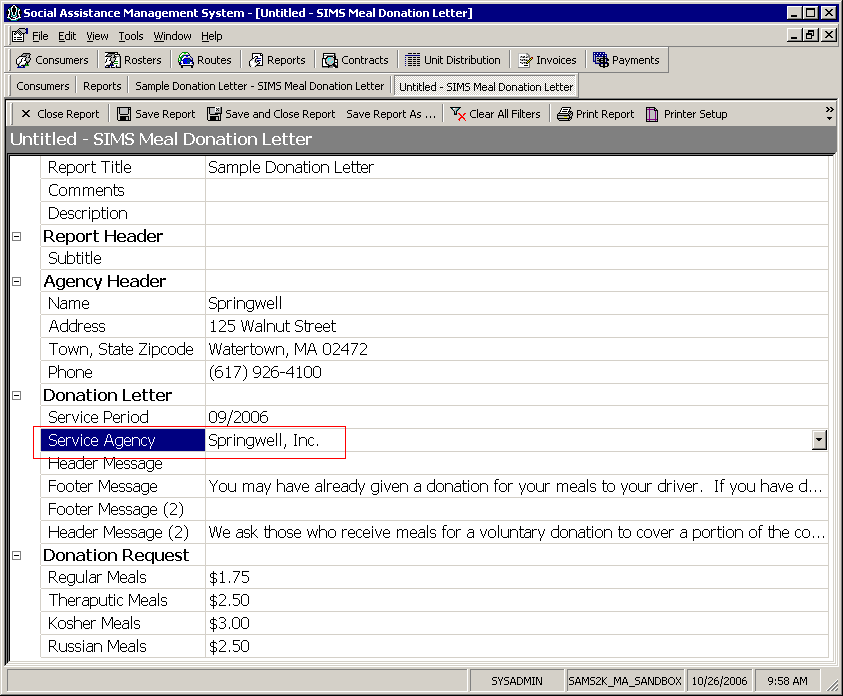 Social Assistance Management System - [Untitled - SIMS Meal Donation Letter]
File Edit View Tools Window Help
Consumers Rosters Routes Reports Contracts Unit Distribution Invoices Payments
Consumers Reports Sample Donation Letter - SIMS Meal Donation Letter Untitled - SIMS Meal Donation Letter
Close Report Save Report Save and Close Report Save Report As ... Clear All Filters Print Report Printer Setup
Untitled - SIMS Meal Donation Letter
Report Title Sample Donation Letter
Comments
Description
Report Header
Subtitle
Agency Header
Name Springwell
Address 125 Walnut Street
Town, State Zipcode Watertown, MA 02472
Phone (617) 926-4100
Donation Letter
Service Period 09/2006
Service Agency Springwell, Inc.
Header Message
Footer Message You may have already given a donation for your meals to your driver. If you have d...
Footer Message (2)
Header Message (2) We ask those who receive meals for a voluntary donation to cover a portion of the co...
Donation Request
Regular Meals $1.75
Theraputic Meals $2.50
Kosher Meals $3.00
Russian Meals $2.50
SYSADMIN SAMS2K_MA_SANDBOX 10/26/2006 9:58 AM